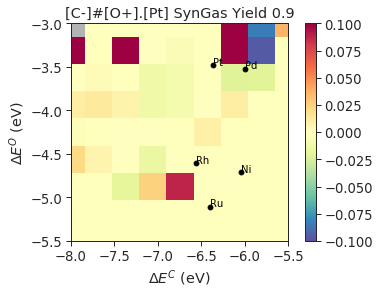 [C-]#[O+].[Pt] SynGas Yield 0.9
−3.0
−3.5
−4.0
−4.5
−5.0
−5.5
ΔE^O (eV)
Pt
Pd
Rh
Ni
Ru
−8.0
−7.5
−7.0
−6.5
−6.0
−5.5
ΔE^C (eV)
0.100
0.075
0.050
0.025
0.000
−0.025
−0.050
−0.075
−0.100